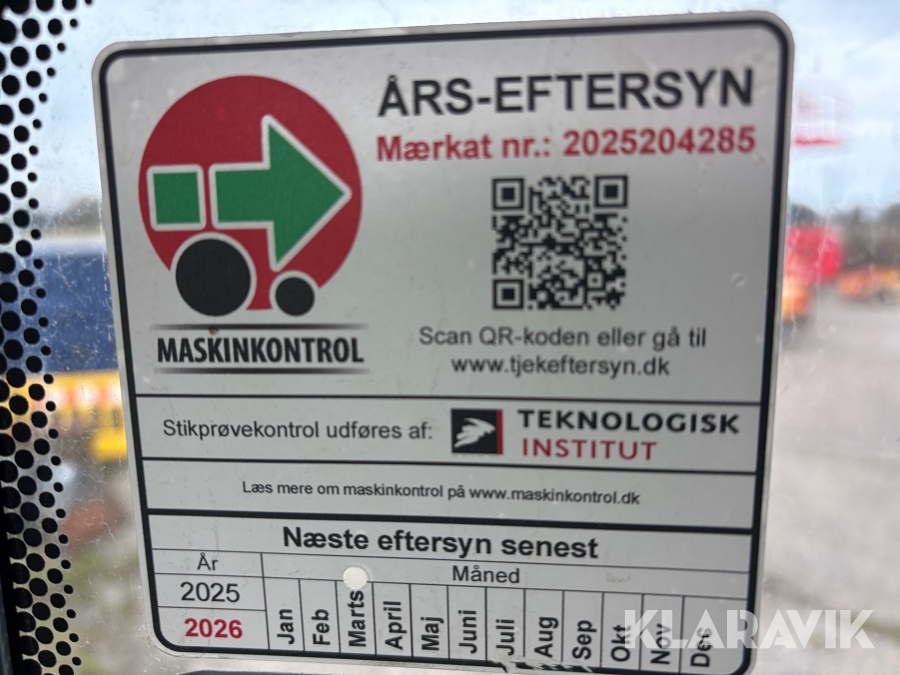 ÅRS-EFTERSYN
Mærkat nr.: 2025204285
MASKINKONTROL
Scan QR-koden eller gå til
www.tjekeftersyn.dk
Stikprøvekontrol udføres af:
TEKNOLOGISK
INSTITUT
Læs mere om maskinkontrol på www.maskinkontrol.dk
Næste eftersyn senest
År
Måned
2025
2026
Jan
Feb
Marts
April
Maj
Juni
Juli
Aug
Sep
Okt
Nov
Dec
KLARAVIK